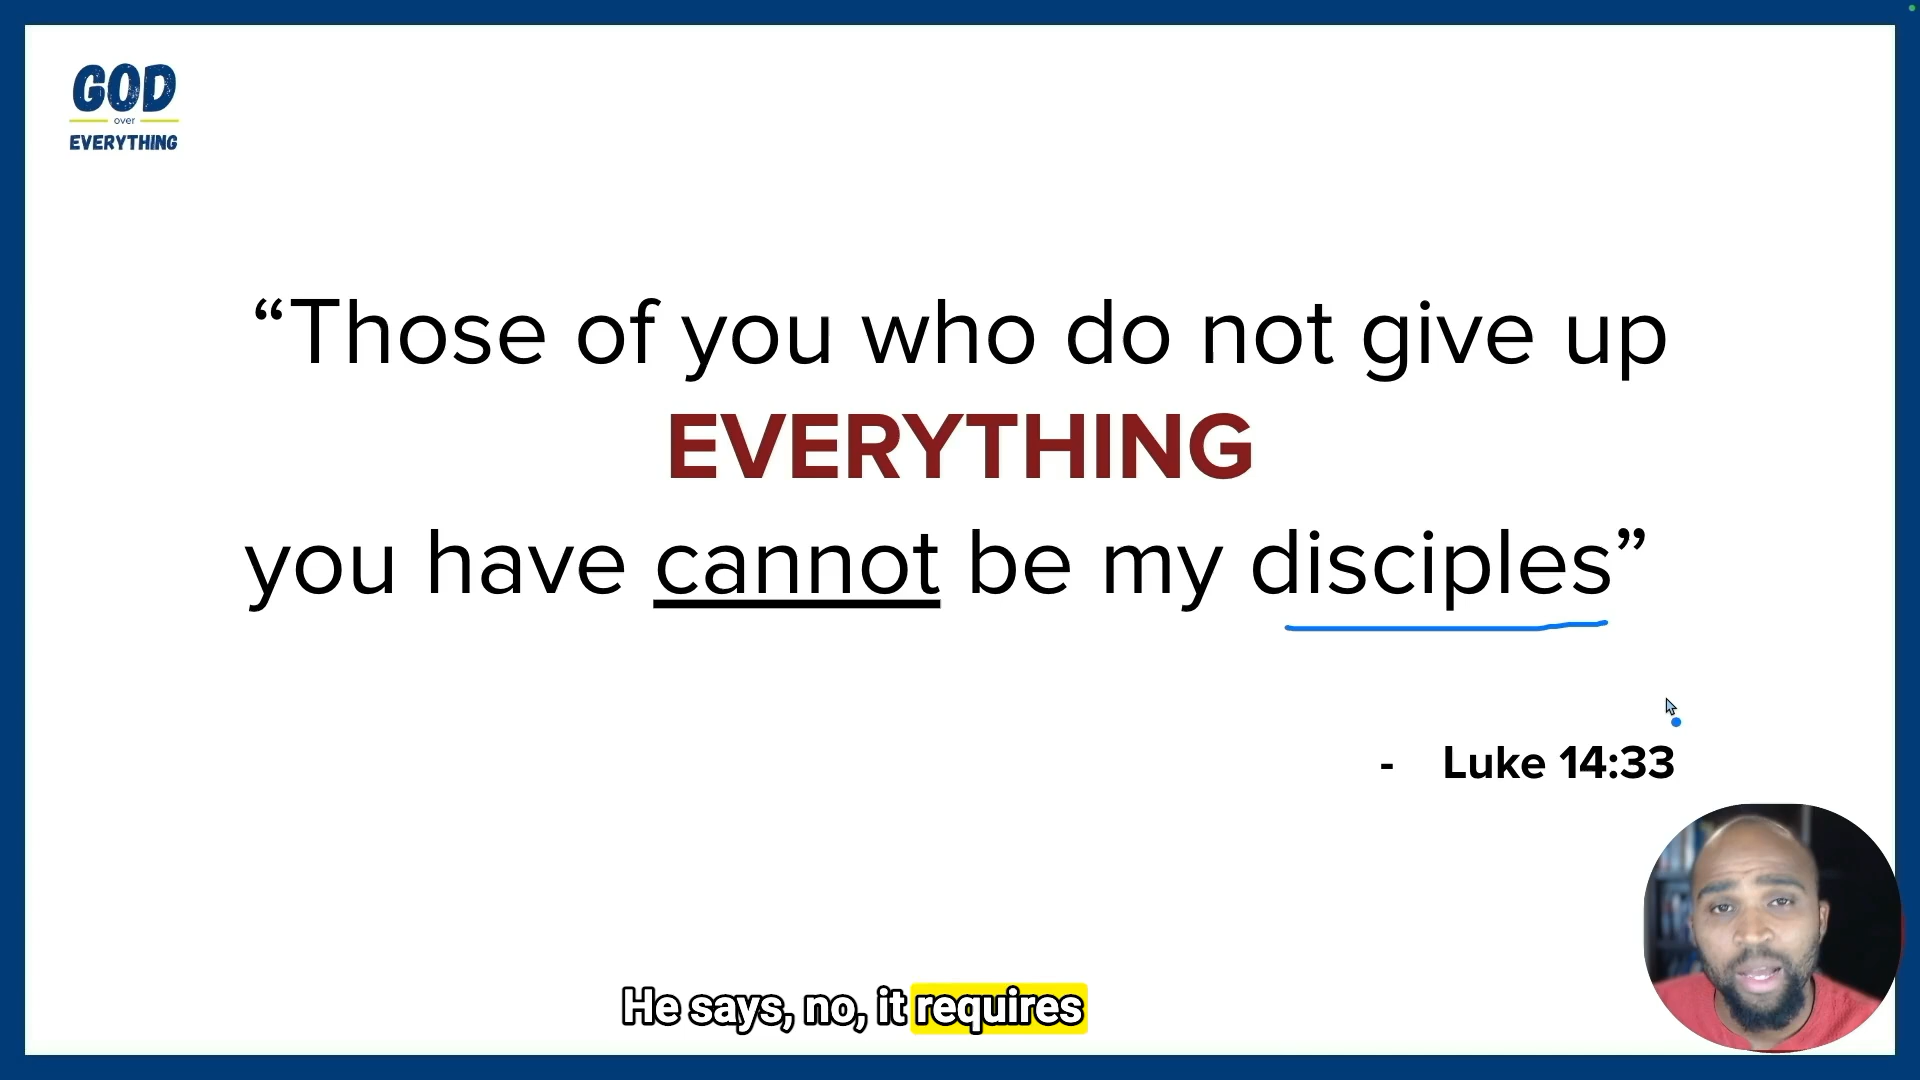 GOD
over
EVERYTHING
“Those of you who do not give up
EVERYTHING
you have cannot be my disciples”
- Luke 14:33
He says, no, it requires